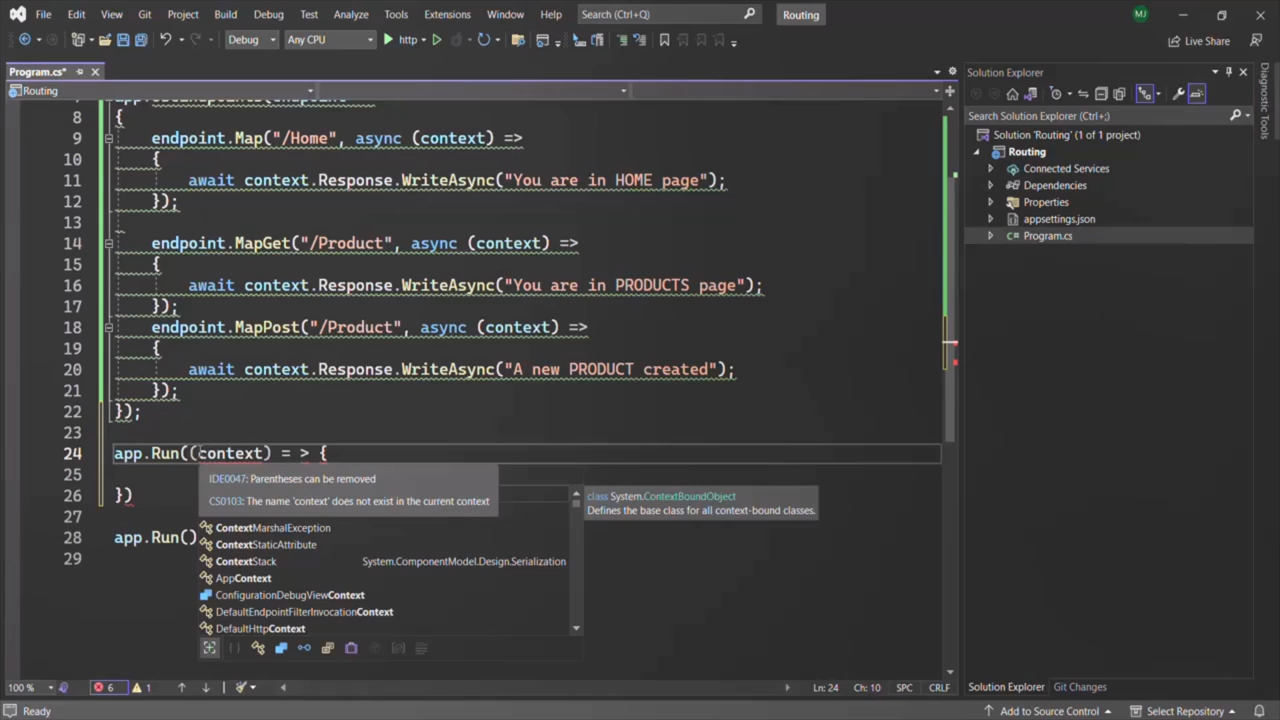 File Edit View Git Project Build Debug Test Analyze Tools Extensions Window Help Search (Ctrl+Q) Routing MJ
Debug Any CPU http Live Share
Program.cs*
Routing
8 {
9 endpoint.Map("/Home", async (context) =>
10 {
11 await context.Response.WriteAsync("You are in HOME page");
12 });
13
14 endpoint.MapGet("/Product", async (context) =>
15 {
16 await context.Response.WriteAsync("You are in PRODUCTS page");
17 });
18 endpoint.MapPost("/Product", async (context) =>
19 {
20 await context.Response.WriteAsync("A new PRODUCT created");
21 });
22 });
23
24 app.Run((context) = > {
25
26 })
27
28 app.Run()
29
IDE0047: Parentheses can be removed
CS0103: The name 'context' does not exist in the current context
ContextMarshalException
ContextStaticAttribute
ContextStack System.ComponentModel.Design.Serialization
AppContext
ConfigurationDebugViewContext
DefaultEndpointFilterInvocationContext
DefaultHttpContext
class System.ContextBoundObject
Defines the base class for all context-bound classes.
100 % 6 1 Ln: 24 Ch: 10 SPC CRLF
Solution Explorer
Search Solution Explorer (Ctrl+;)
Solution 'Routing' (1 of 1 project)
Routing
Connected Services
Dependencies
Properties
appsettings.json
C# Program.cs
Solution Explorer Git Changes
Diagnostic Tools
Ready Add to Source Control Select Repository